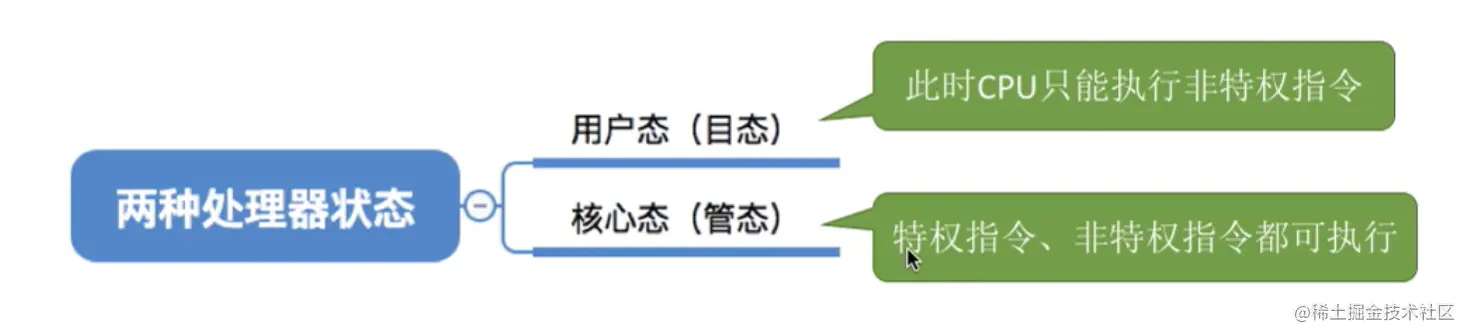 此时CPU只能执行非特权指令
用户态（目态）
两种处理器状态
核心态（管态）
特权指令、非特权指令都可执行
@稀土掘金技术社区